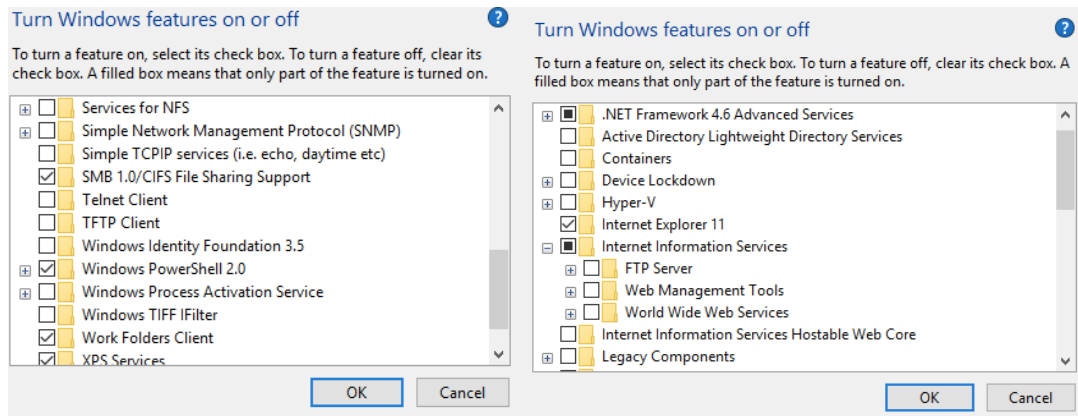 Turn Windows features on or off
?
To turn a feature on, select its check box. To turn a feature off, clear its
check box. A filled box means that only part of the feature is turned on.
Services for NFS
Simple Network Management Protocol (SNMP)
Simple TCPIP services (i.e. echo, daytime etc)
SMB 1.0/CIFS File Sharing Support
Telnet Client
TFTP Client
Windows Identity Foundation 3.5
Windows PowerShell 2.0
Windows Process Activation Service
Windows TIFF IFilter
Work Folders Client
XPS Services
OK
Cancel
Turn Windows features on or off
?
To turn a feature on, select its check box. To turn a feature off, clear its check box. A
filled box means that only part of the feature is turned on.
.NET Framework 4.6 Advanced Services
Active Directory Lightweight Directory Services
Containers
Device Lockdown
Hyper-V
Internet Explorer 11
Internet Information Services
FTP Server
Web Management Tools
World Wide Web Services
Internet Information Services Hostable Web Core
Legacy Components
OK
Cancel